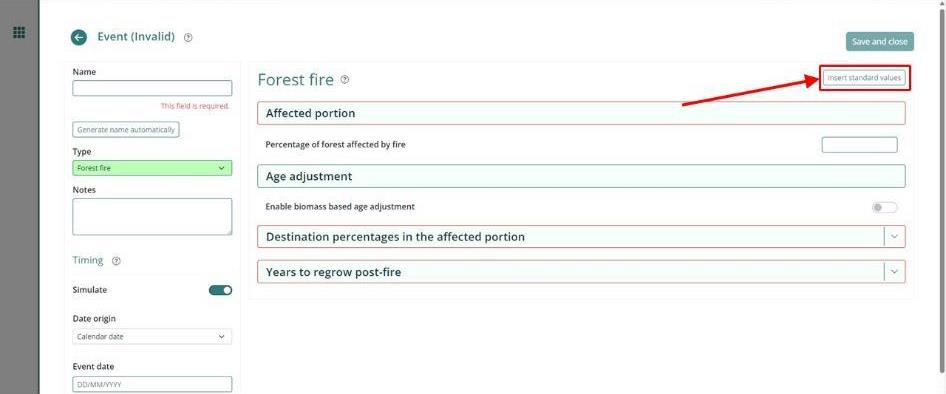 Event (Invalid)
Save and close
Name
This field is required.
Generate name automatically
Type
Forest fire
Notes
Timing
Simulate
Date origin
Calendar date
Event date
DD/MM/YYYY
Forest fire
Insert standard values
Affected portion
Percentage of forest affected by fire
Age adjustment
Enable biomass based age adjustment
Destination percentages in the affected portion
Years to regrow post-fire